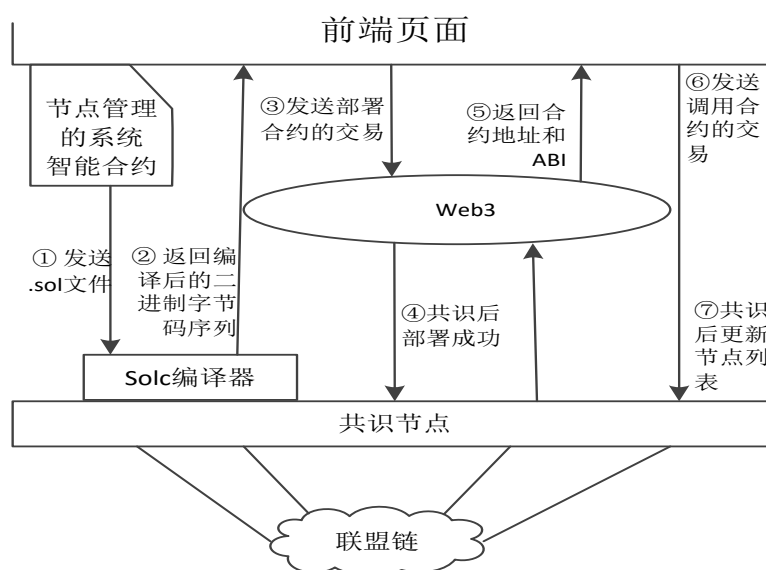 前端页面
节点管理
的系统
智能合约
③发送部署
合约的交易
⑤返回合
约地址和
ABI
⑥发送
调用合
约的交
易
Web3
① 发送
.sol文件
② 返回编
译后的二
进制字节
码序列
④共识后
部署成功
⑦共识
后更新
节点列
表
Solc编译器
共识节点
联盟链